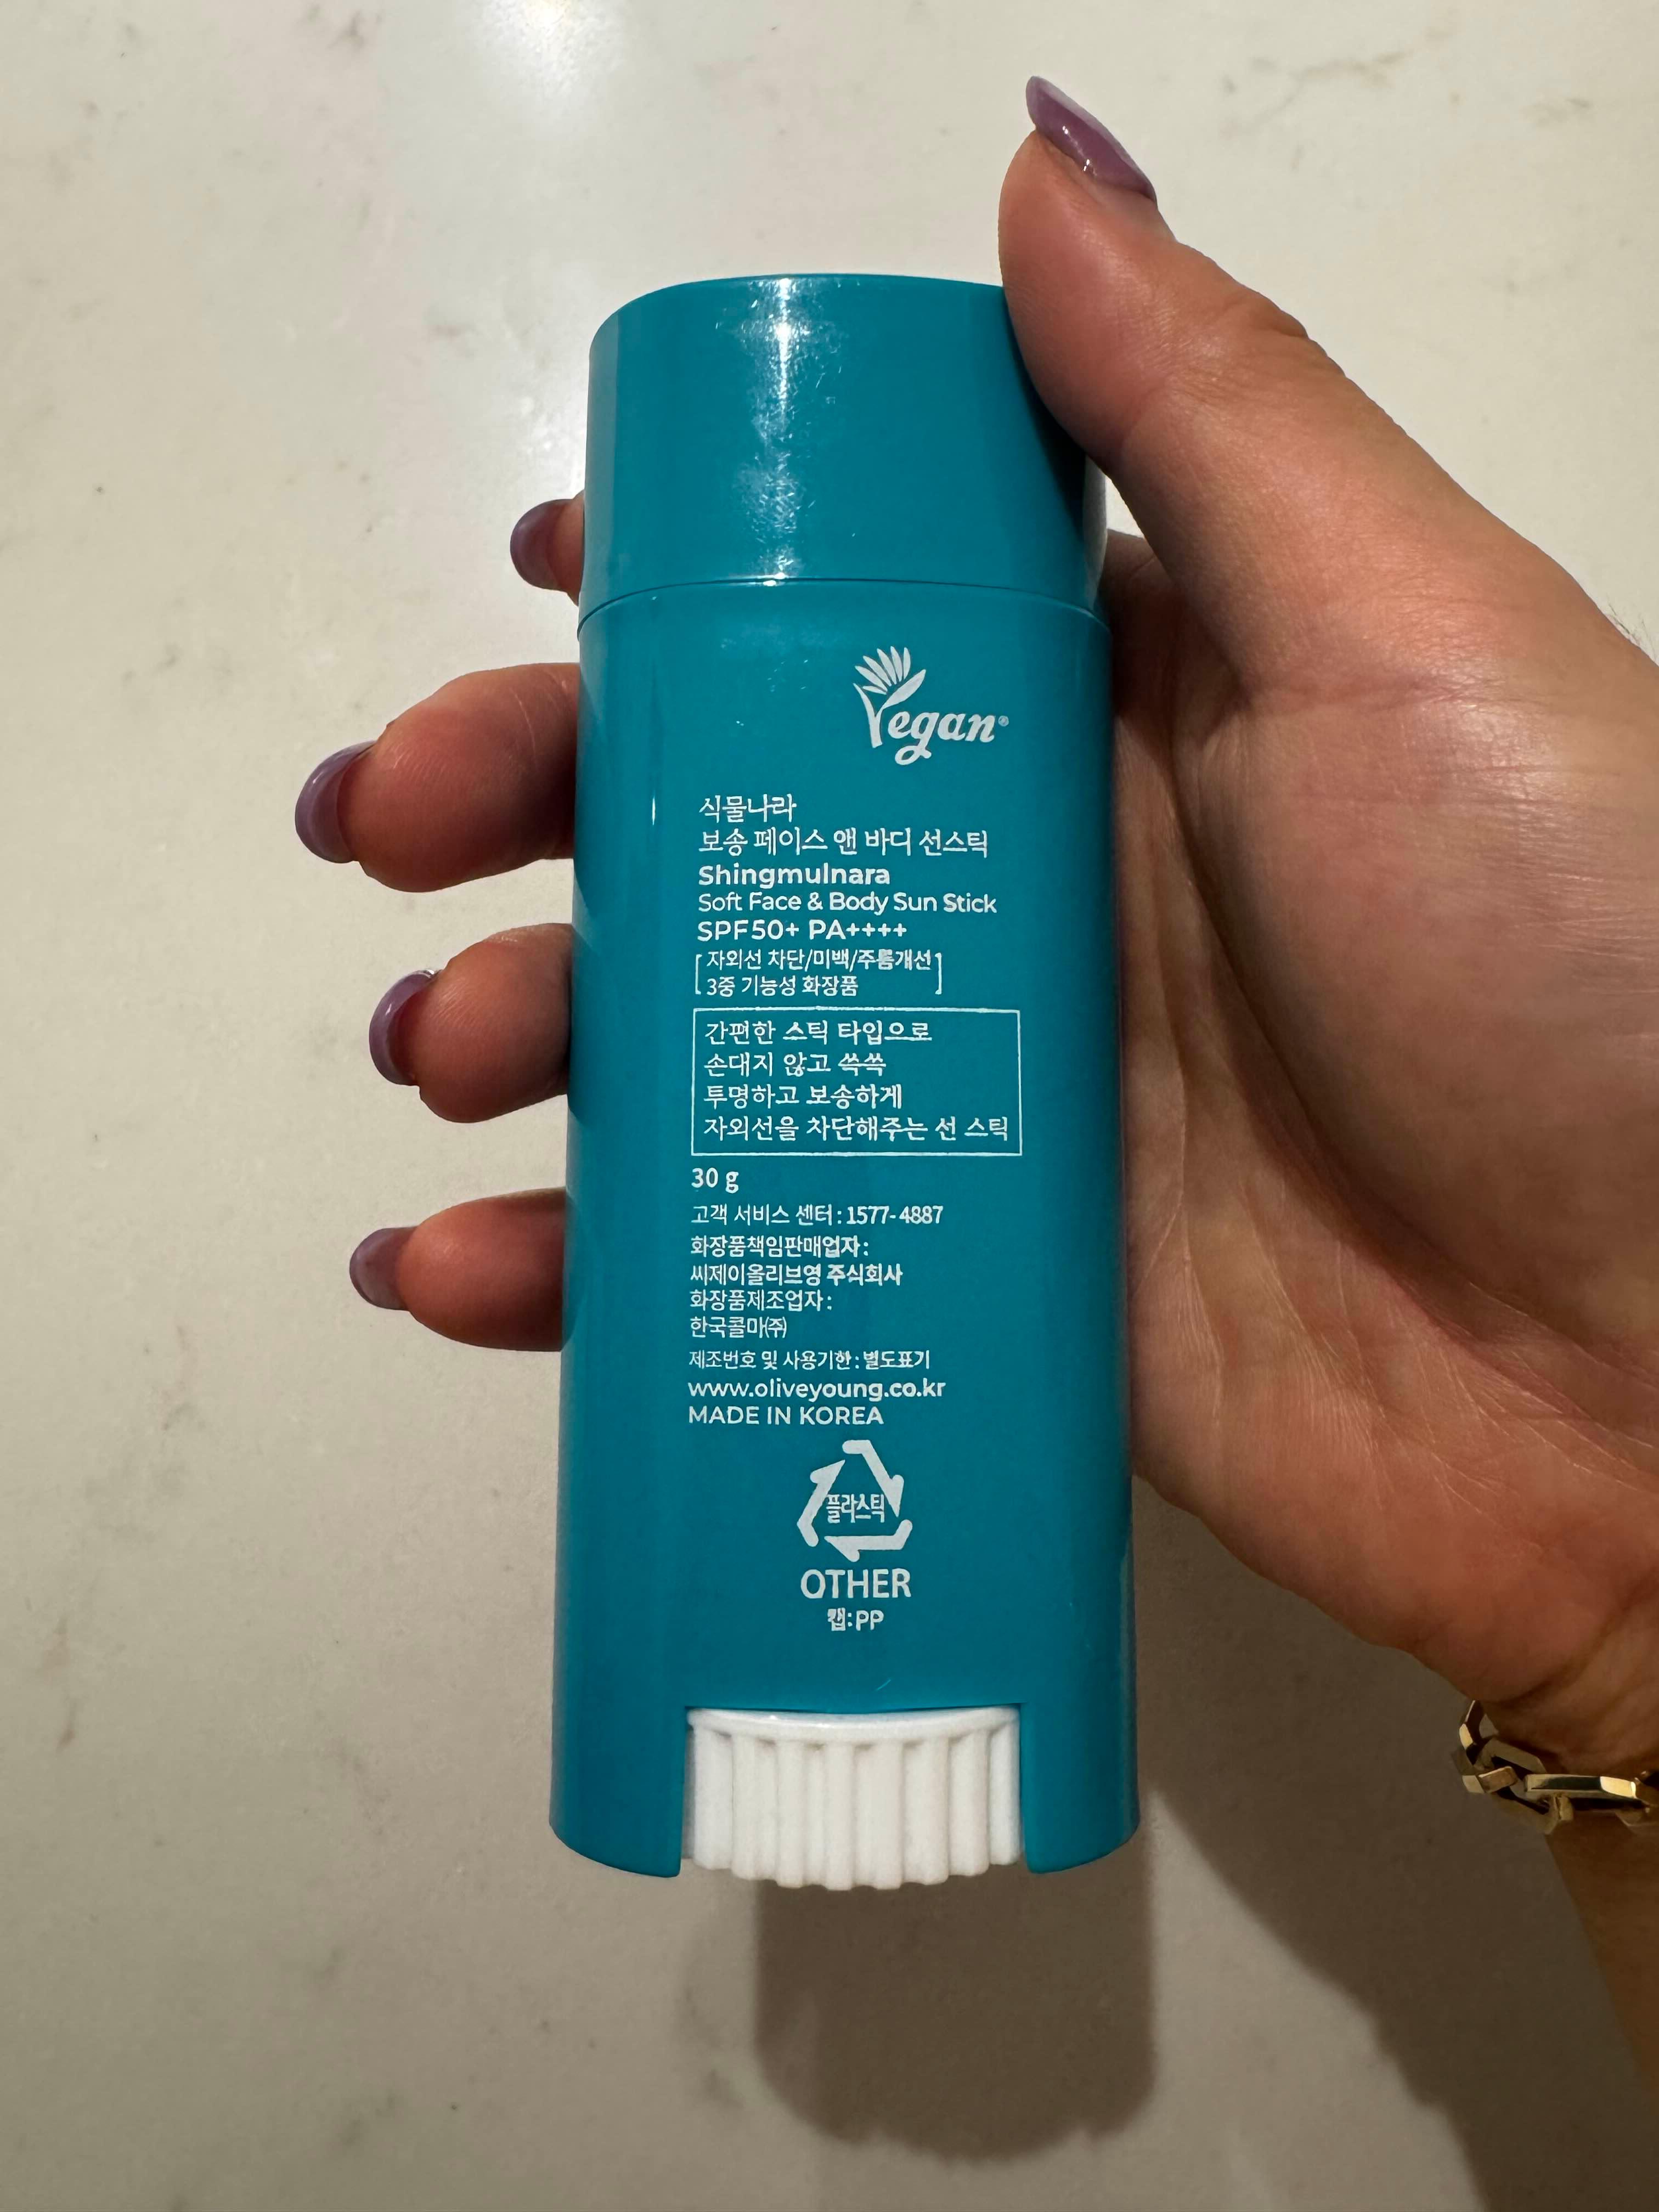 Vegan®
식물나라
보송 페이스 앤 바디 선스틱
Shingmulnara
Soft Face & Body Sun Stick
SPF50+ PA++++
[자외선 차단/미백/주름개선
3중 기능성 화장품]
간편한 스틱 타입으로
손대지 않고 쓱쓱
투명하고 보송하게
자외선을 차단해주는 선 스틱
30 g
고객 서비스 센터 : 1577-4887
화장품책임판매업자 :
씨제이올리브영 주식회사
화장품제조업자 :
한국콜마㈜
제조번호 및 사용기한 : 별도표기
www.oliveyoung.co.kr
MADE IN KOREA
플라스틱
OTHER
캡:PP